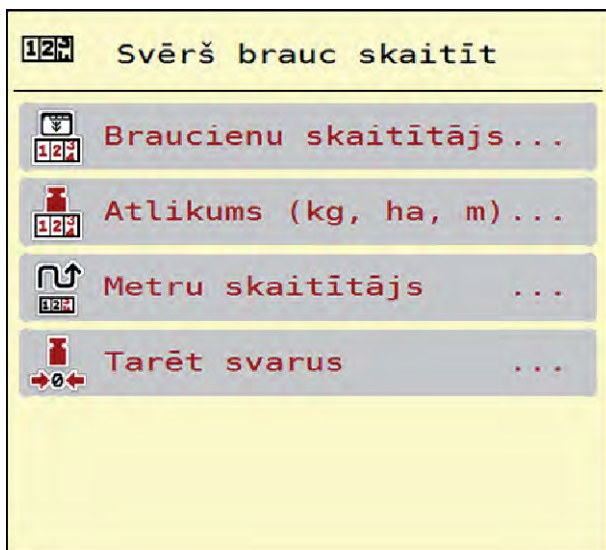 Svērš brauc skaitīt
Braucienu skaitītājs...
Atlikums (kg, ha, m)...
Metru skaitītājs ...
Tarēt svarus ...